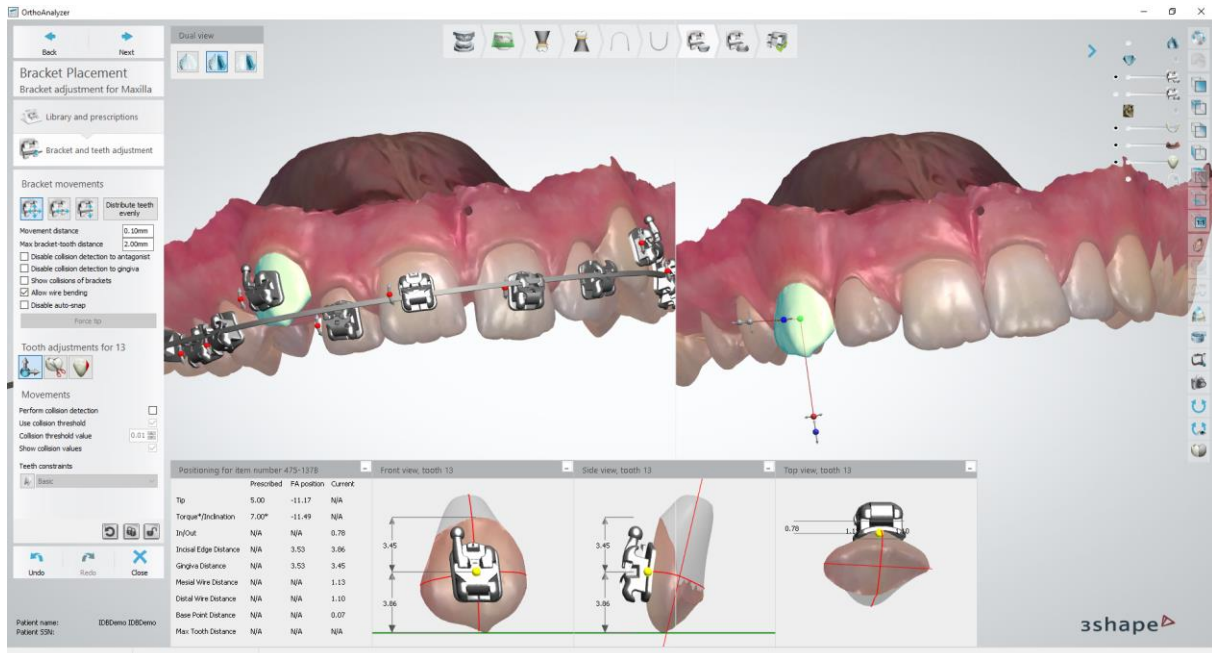 OrthoAnalyzer
Back Next
Bracket Placement
Bracket adjustment for Maxilla
Library and prescriptions
Bracket and teeth adjustment
Bracket movements
Distribute teeth
evenly
Movement distance 0.10mm
Max bracket-tooth distance 2.00mm
Disable collision detection to antagonist
Disable collision detection to gingiva
Show collisions of brackets
Allow wire bending
Disable auto-snap
Force tip
Tooth adjustments for 13
Movements
Perform collision detection
Use collision threshold
Collision threshold value 0.01
Show collision values
Teeth constraints
Basic
Undo Redo Close
Patient name: IDBDemo IDBDemo
Patient SSN:
Dual view
Positioning for item number 475-1378
Prescribed FA position Current
Tip 5.00 -11.17 N/A
Torque*/Inclination 7.00* -11.49 N/A
In/Out N/A N/A 0.78
Incisal Edge Distance N/A 3.53 3.86
Gingiva Distance N/A 3.53 3.45
Mesial Wire Distance N/A N/A 1.13
Distal Wire Distance N/A N/A 1.10
Base Point Distance N/A N/A 0.07
Max Tooth Distance N/A N/A N/A
Front view, tooth 13
3.45
3.86
Side view, tooth 13
3.45
3.86
Top view, tooth 13
0.78
3shape